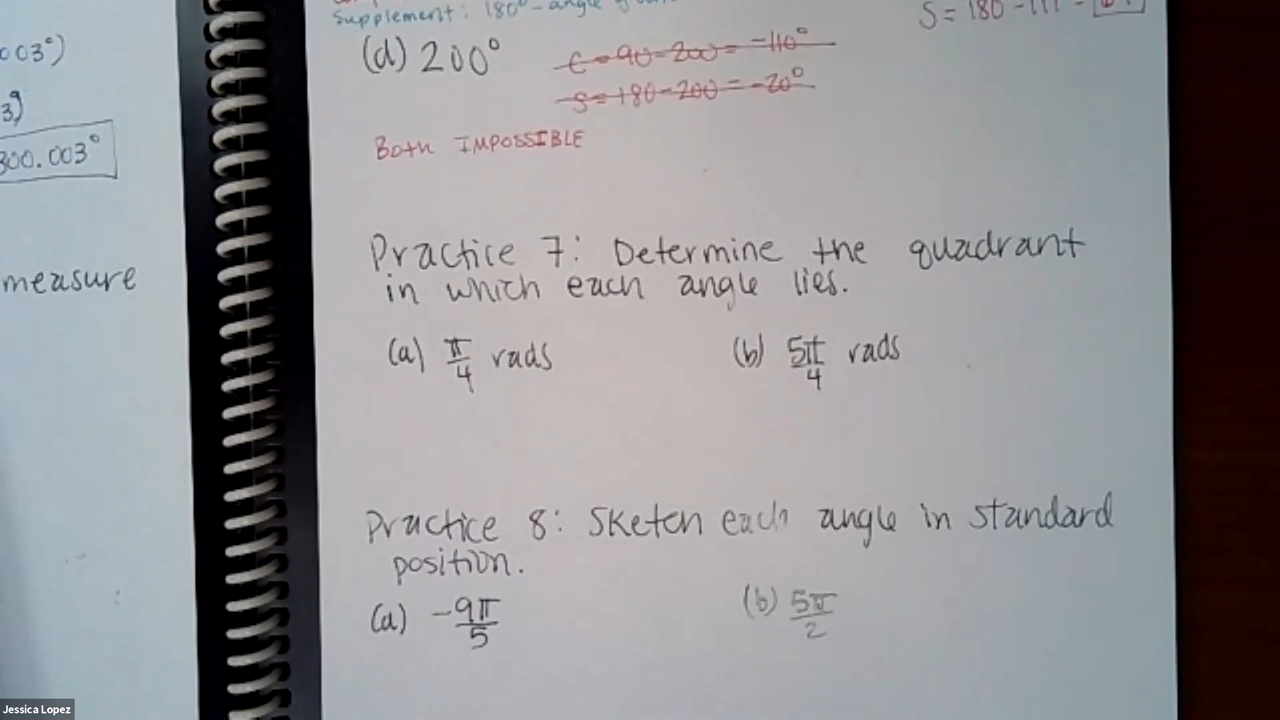 003°)
3)°
300.003°
measure
Supplement: 180° - angle
S = 180 - 111 =
(d) 200°
C = 90 - 200 = -110°
S = 180 - 200 = -20°
Both IMPOSSIBLE
Practice 7: Determine the quadrant
in which each angle lies.
(a) π/4 rads
(b) 5π/4 rads
Practice 8: Sketch each angle in standard
position.
(a) -9π/5
(b) 5π/2
Jessica Lopez